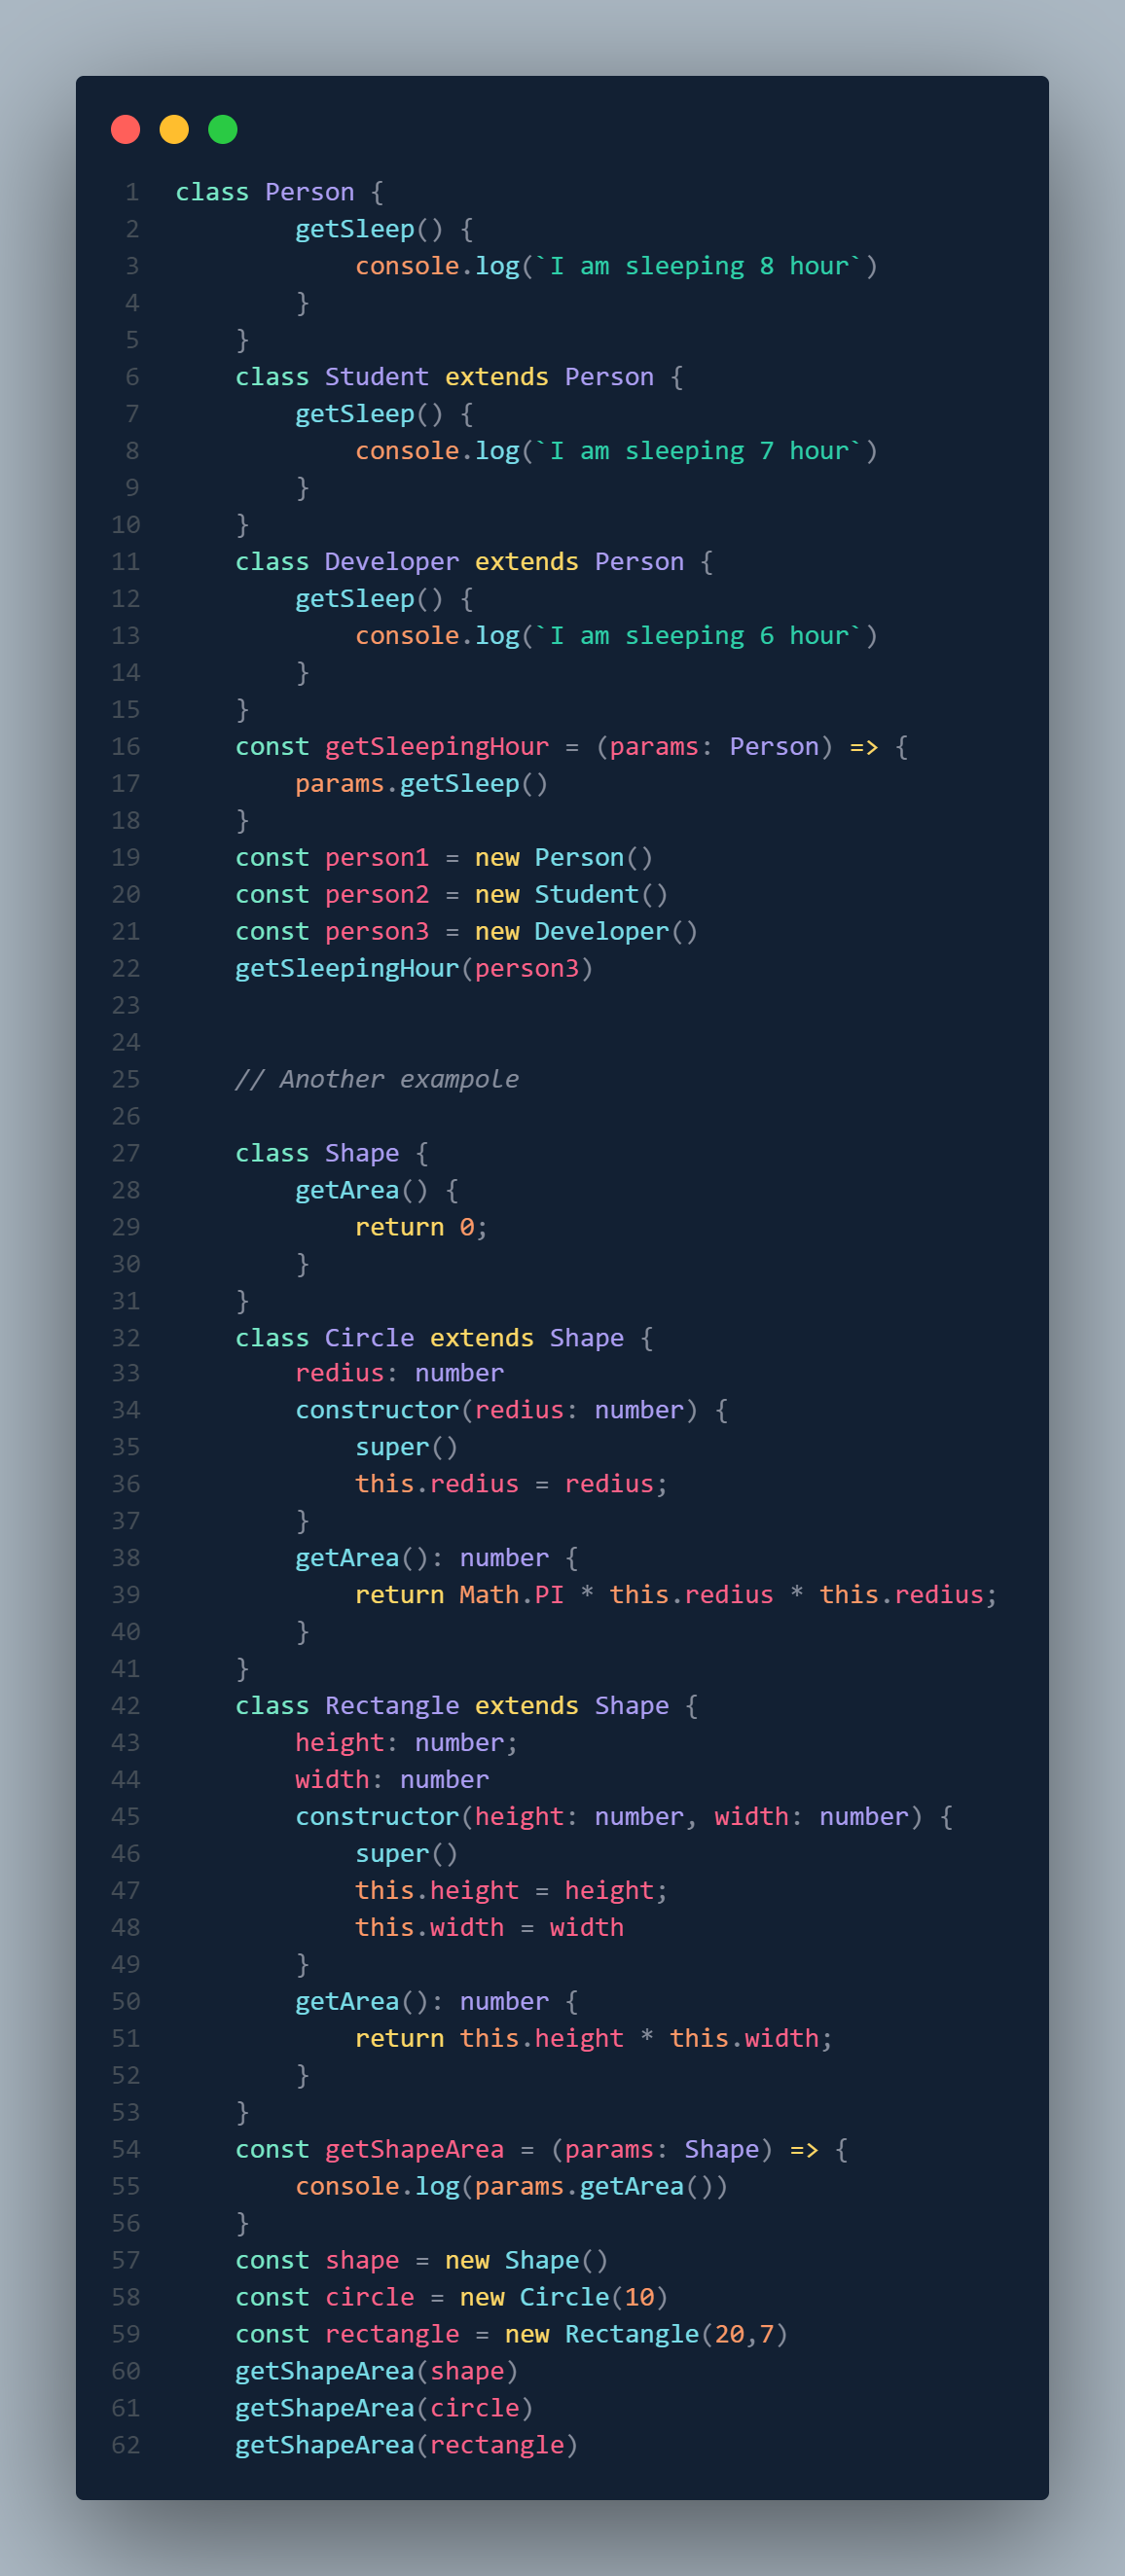 1 class Person {
2         getSleep() {
3             console.log(`I am sleeping 8 hour`)
4         }
5     }
6     class Student extends Person {
7         getSleep() {
8             console.log(`I am sleeping 7 hour`)
9         }
10     }
11     class Developer extends Person {
12         getSleep() {
13             console.log(`I am sleeping 6 hour`)
14         }
15     }
16     const getSleepingHour = (params: Person) => {
17         params.getSleep()
18     }
19     const person1 = new Person()
20     const person2 = new Student()
21     const person3 = new Developer()
22     getSleepingHour(person3)
23
24
25     // Another exampole
26
27     class Shape {
28         getArea() {
29             return 0;
30         }
31     }
32     class Circle extends Shape {
33         redius: number
34         constructor(redius: number) {
35             super()
36             this.redius = redius;
37         }
38         getArea(): number {
39             return Math.PI * this.redius * this.redius;
40         }
41     }
42     class Rectangle extends Shape {
43         height: number;
44         width: number
45         constructor(height: number, width: number) {
46             super()
47             this.height = height;
48             this.width = width
49         }
50         getArea(): number {
51             return this.height * this.width;
52         }
53     }
54     const getShapeArea = (params: Shape) => {
55         console.log(params.getArea())
56     }
57     const shape = new Shape()
58     const circle = new Circle(10)
59     const rectangle = new Rectangle(20,7)
60     getShapeArea(shape)
61     getShapeArea(circle)
62     getShapeArea(rectangle)